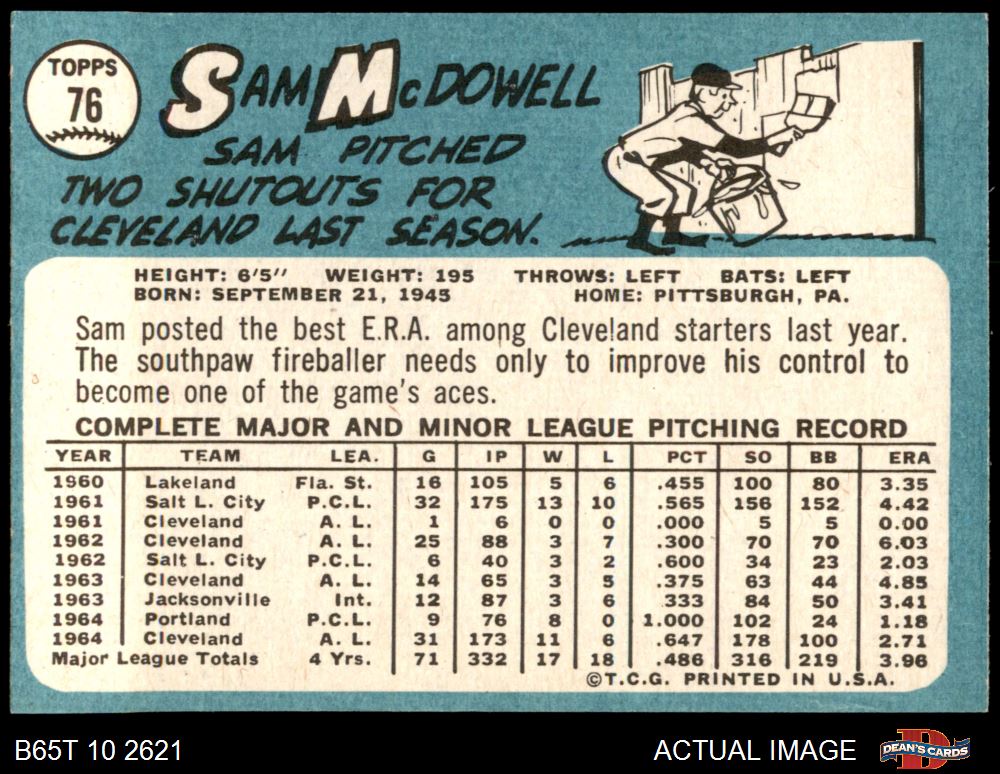 TOPPS
76
SAM McDOWELL
SAM PITCHED
TWO SHUTOUTS FOR
CLEVELAND LAST SEASON.
HEIGHT: 6'5" WEIGHT: 195 THROWS: LEFT BATS: LEFT
BORN: SEPTEMBER 21, 1945 HOME: PITTSBURGH, PA.
Sam posted the best E.R.A. among Cleveland starters last year.
The southpaw fireballer needs only to improve his control to
become one of the game's aces.
COMPLETE MAJOR AND MINOR LEAGUE PITCHING RECORD
YEAR TEAM LEA. G IP W L PCT SO BB ERA
1960 Lakeland Fla. St. 16 105 5 6 .455 100 80 3.35
1961 Salt L. City P.C.L. 32 175 13 10 .565 156 152 4.42
1961 Cleveland A. L. 1 6 0 0 .000 5 5 0.00
1962 Cleveland A. L. 25 88 3 7 .300 70 70 6.03
1962 Salt L. City P.C.L. 6 40 3 2 .600 34 23 2.03
1963 Cleveland A. L. 14 65 3 5 .375 63 44 4.85
1963 Jacksonville Int. 12 87 3 6 .333 84 50 3.41
1964 Portland P.C.L. 9 76 8 0 1.000 102 24 1.18
1964 Cleveland A. L. 31 173 11 6 .647 178 100 2.71
Major League Totals 4 Yrs. 71 332 17 18 .486 316 219 3.96
©T.C.G. PRINTED IN U.S.A.
B65T 10 2621 ACTUAL IMAGE DEAN'S CARDS